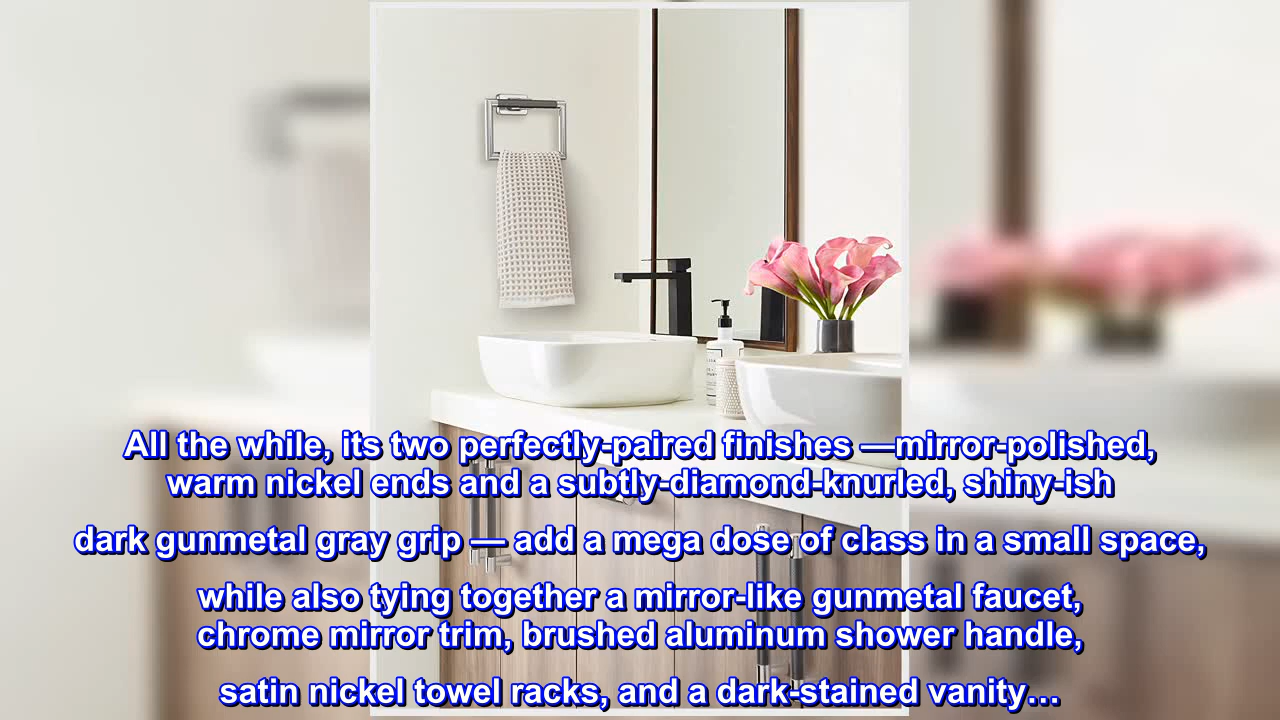 All the while, its two perfectly-paired finishes —mirror-polished,
warm nickel ends and a subtly-diamond-knurled, shiny-ish
dark gunmetal gray grip — add a mega dose of class in a small space,
while also tying together a mirror-like gunmetal faucet,
chrome mirror trim, brushed aluminum shower handle,
satin nickel towel racks, and a dark-stained vanity...